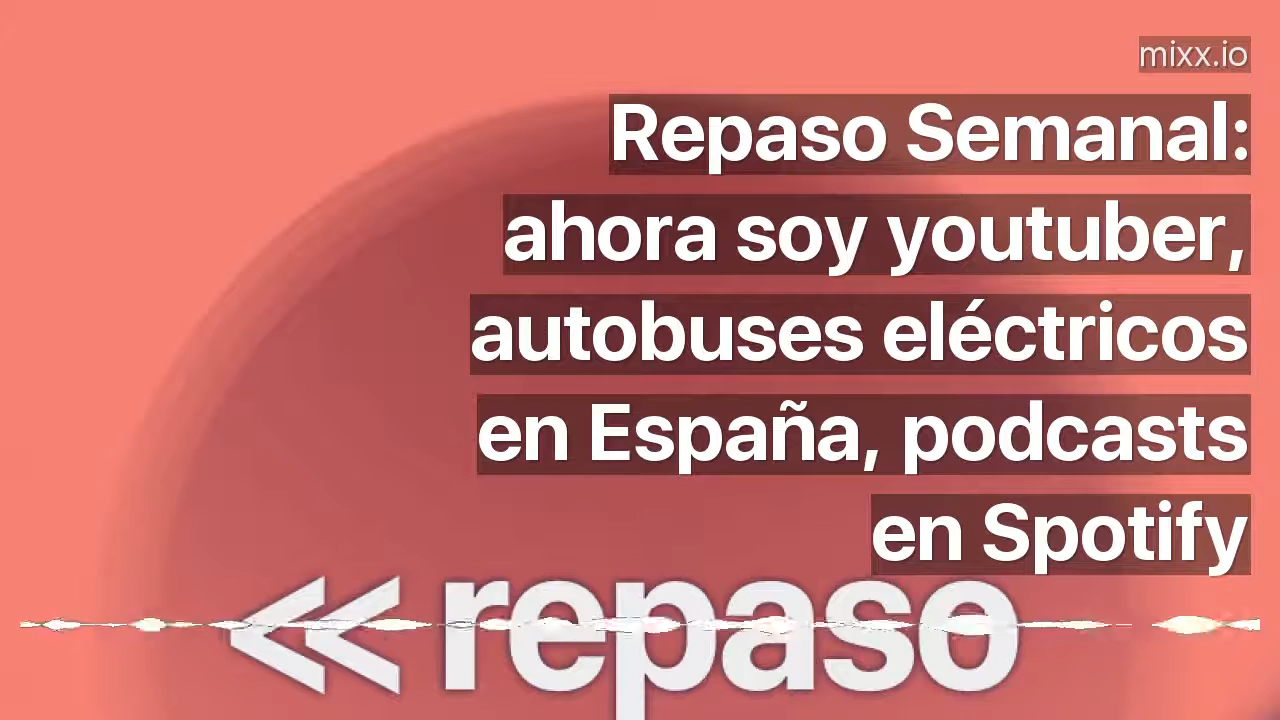 mixx.io
Repaso Semanal:
ahora soy youtuber,
autobuses eléctricos
en España, podcasts
en Spotify
<< repaso